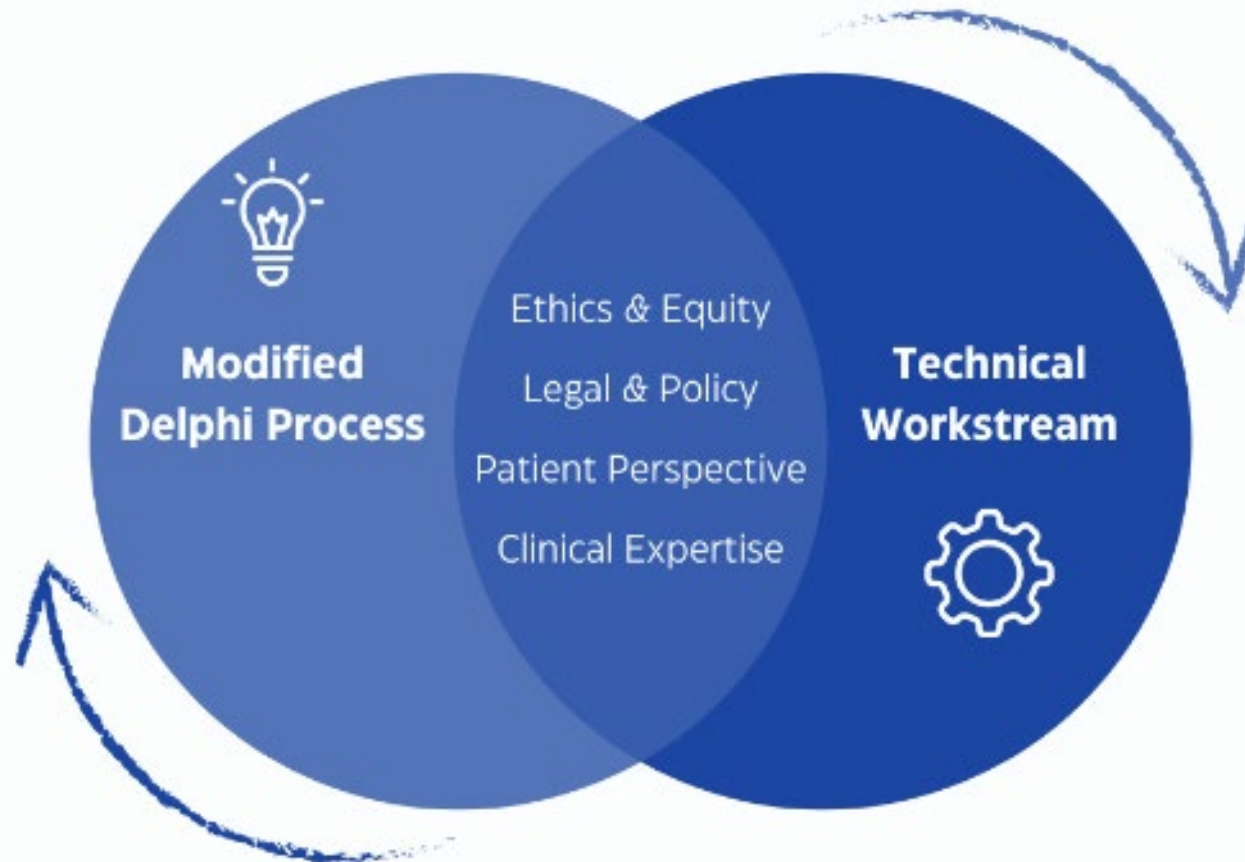 Modified
Delphi Process
Ethics & Equity
Legal & Policy
Patient Perspective
Clinical Expertise
Technical
Workstream